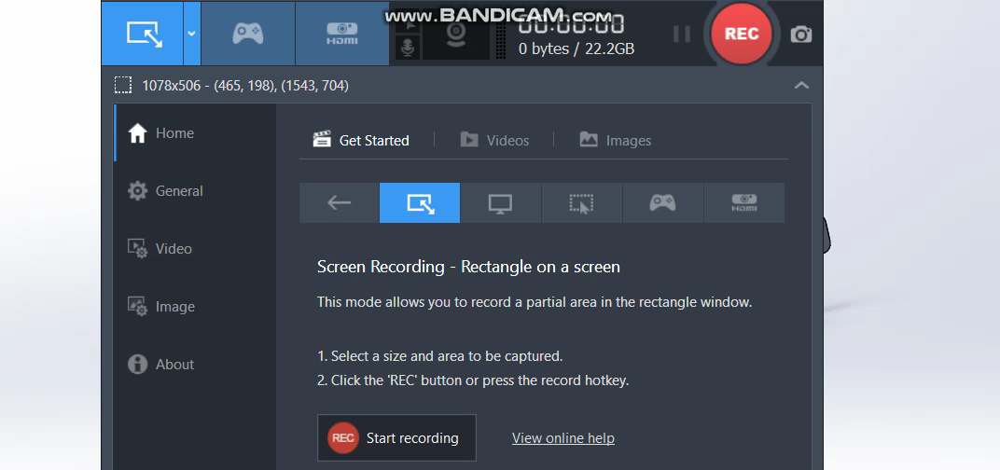 www.BANDICAM.com
00:00:00
HDMI
0 bytes / 22.2GB
REC
1078x506 - (465, 198), (1543, 704)
Home
Get Started
Videos
Images
General
HDMI
Video
Screen Recording - Rectangle on a screen
This mode allows you to record a partial area in the rectangle window.
Image
1. Select a size and area to be captured.
About
2. Click the 'REC' button or press the record hotkey.
REC Start recording
View online help